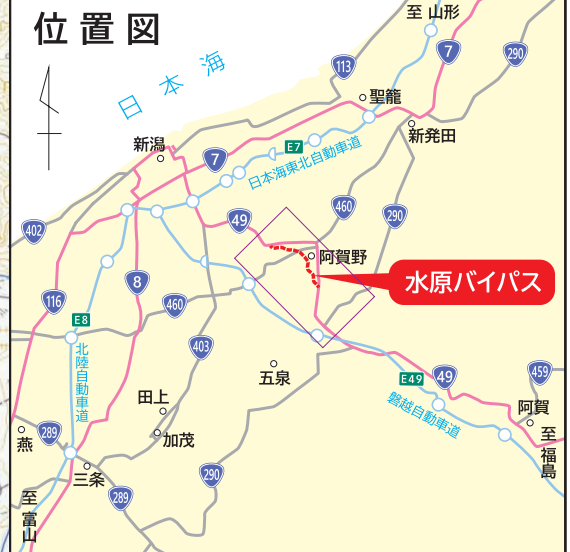 位置図
至 山形
日本海
113
7
290
聖籠
新発田
新潟
7
E7
日本海東北自動車道
402
49
460
290
阿賀野
水原バイパス
116
8
460
E8
北陸自動車道
403
五泉
E49
49
459
磐越自動車道
田上
阿賀
燕
289
加茂
至 福島
三条
290
289
至 富山